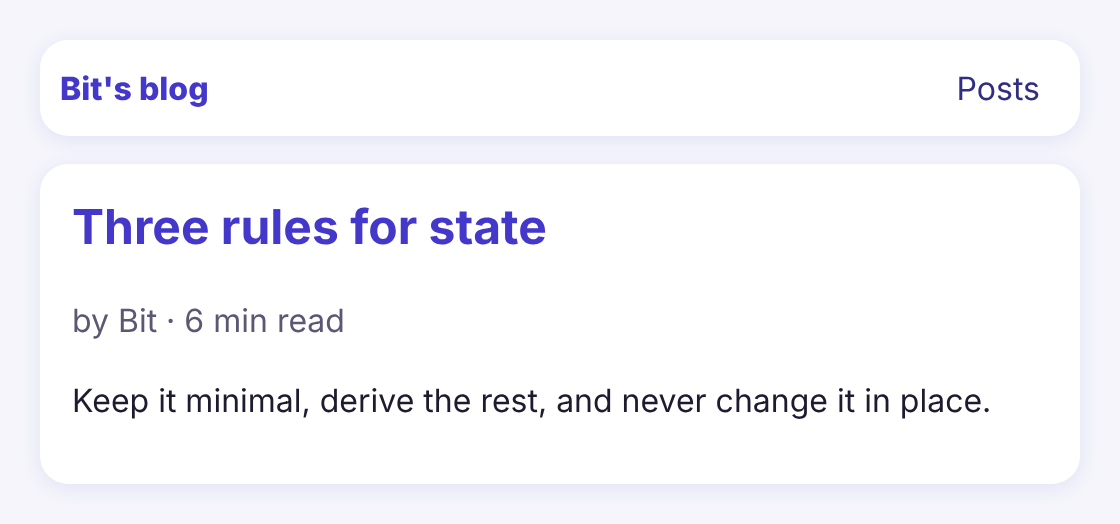 Bit's blog
Posts
Three rules for state
by Bit · 6 min read
Keep it minimal, derive the rest, and never change it in place.